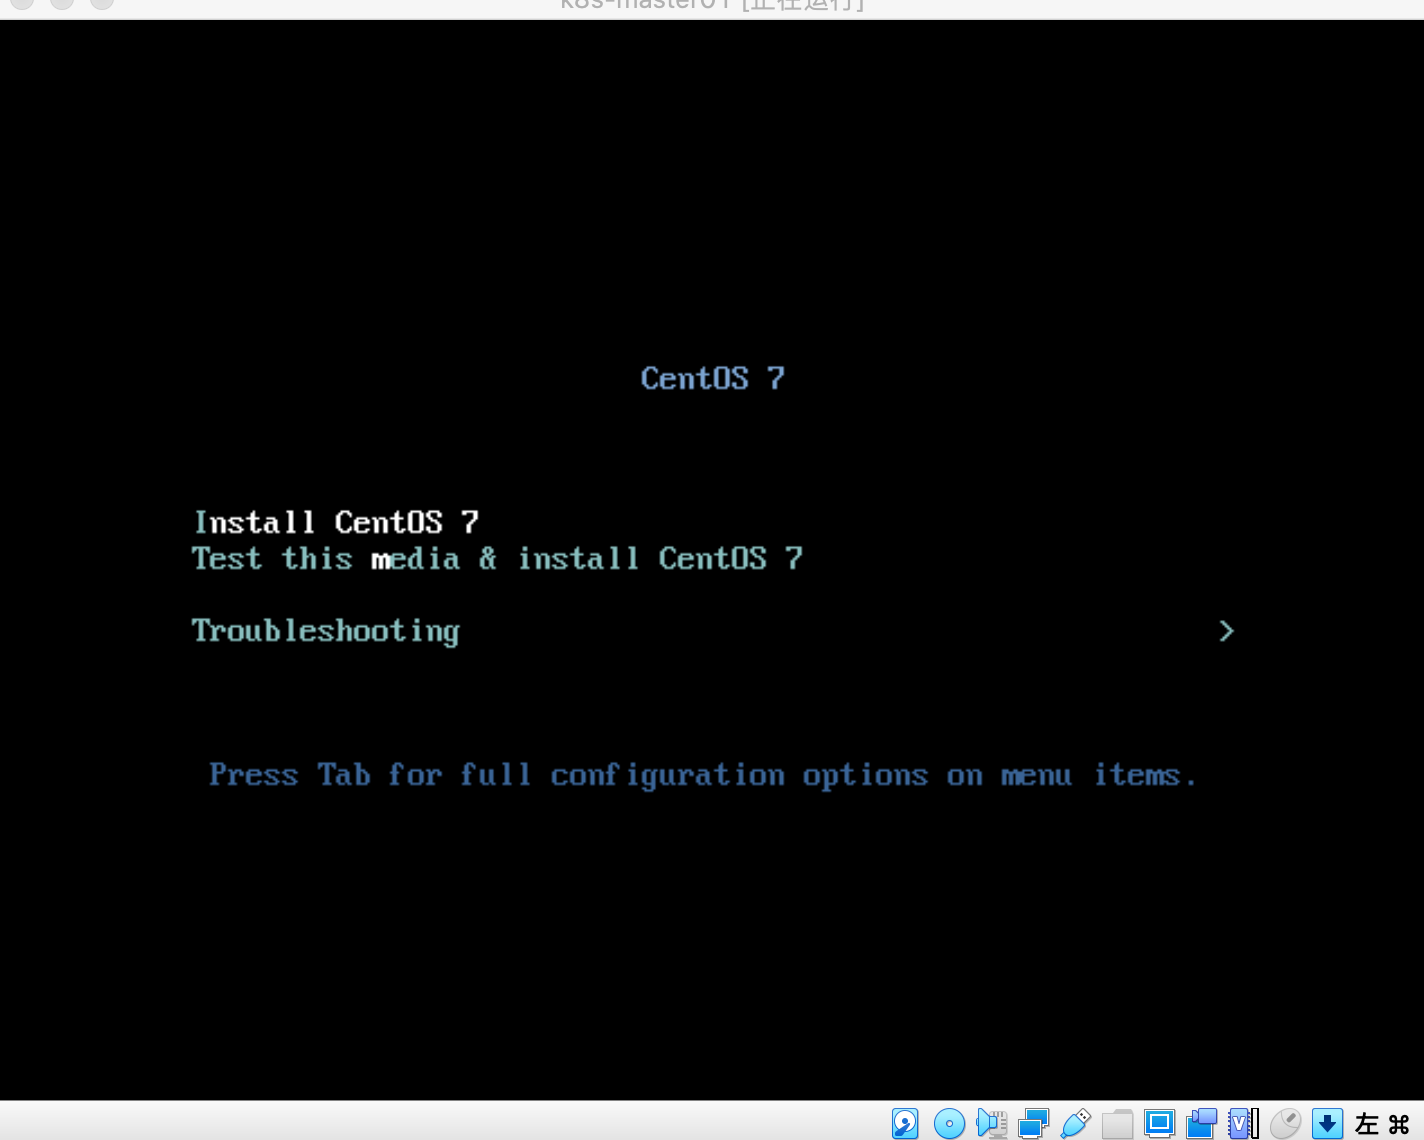 k8s-master01 [正在运行]
CentOS 7
Install CentOS 7
Test this media & install CentOS 7
Troubleshooting >
Press Tab for full configuration options on menu items.
左 ⌘